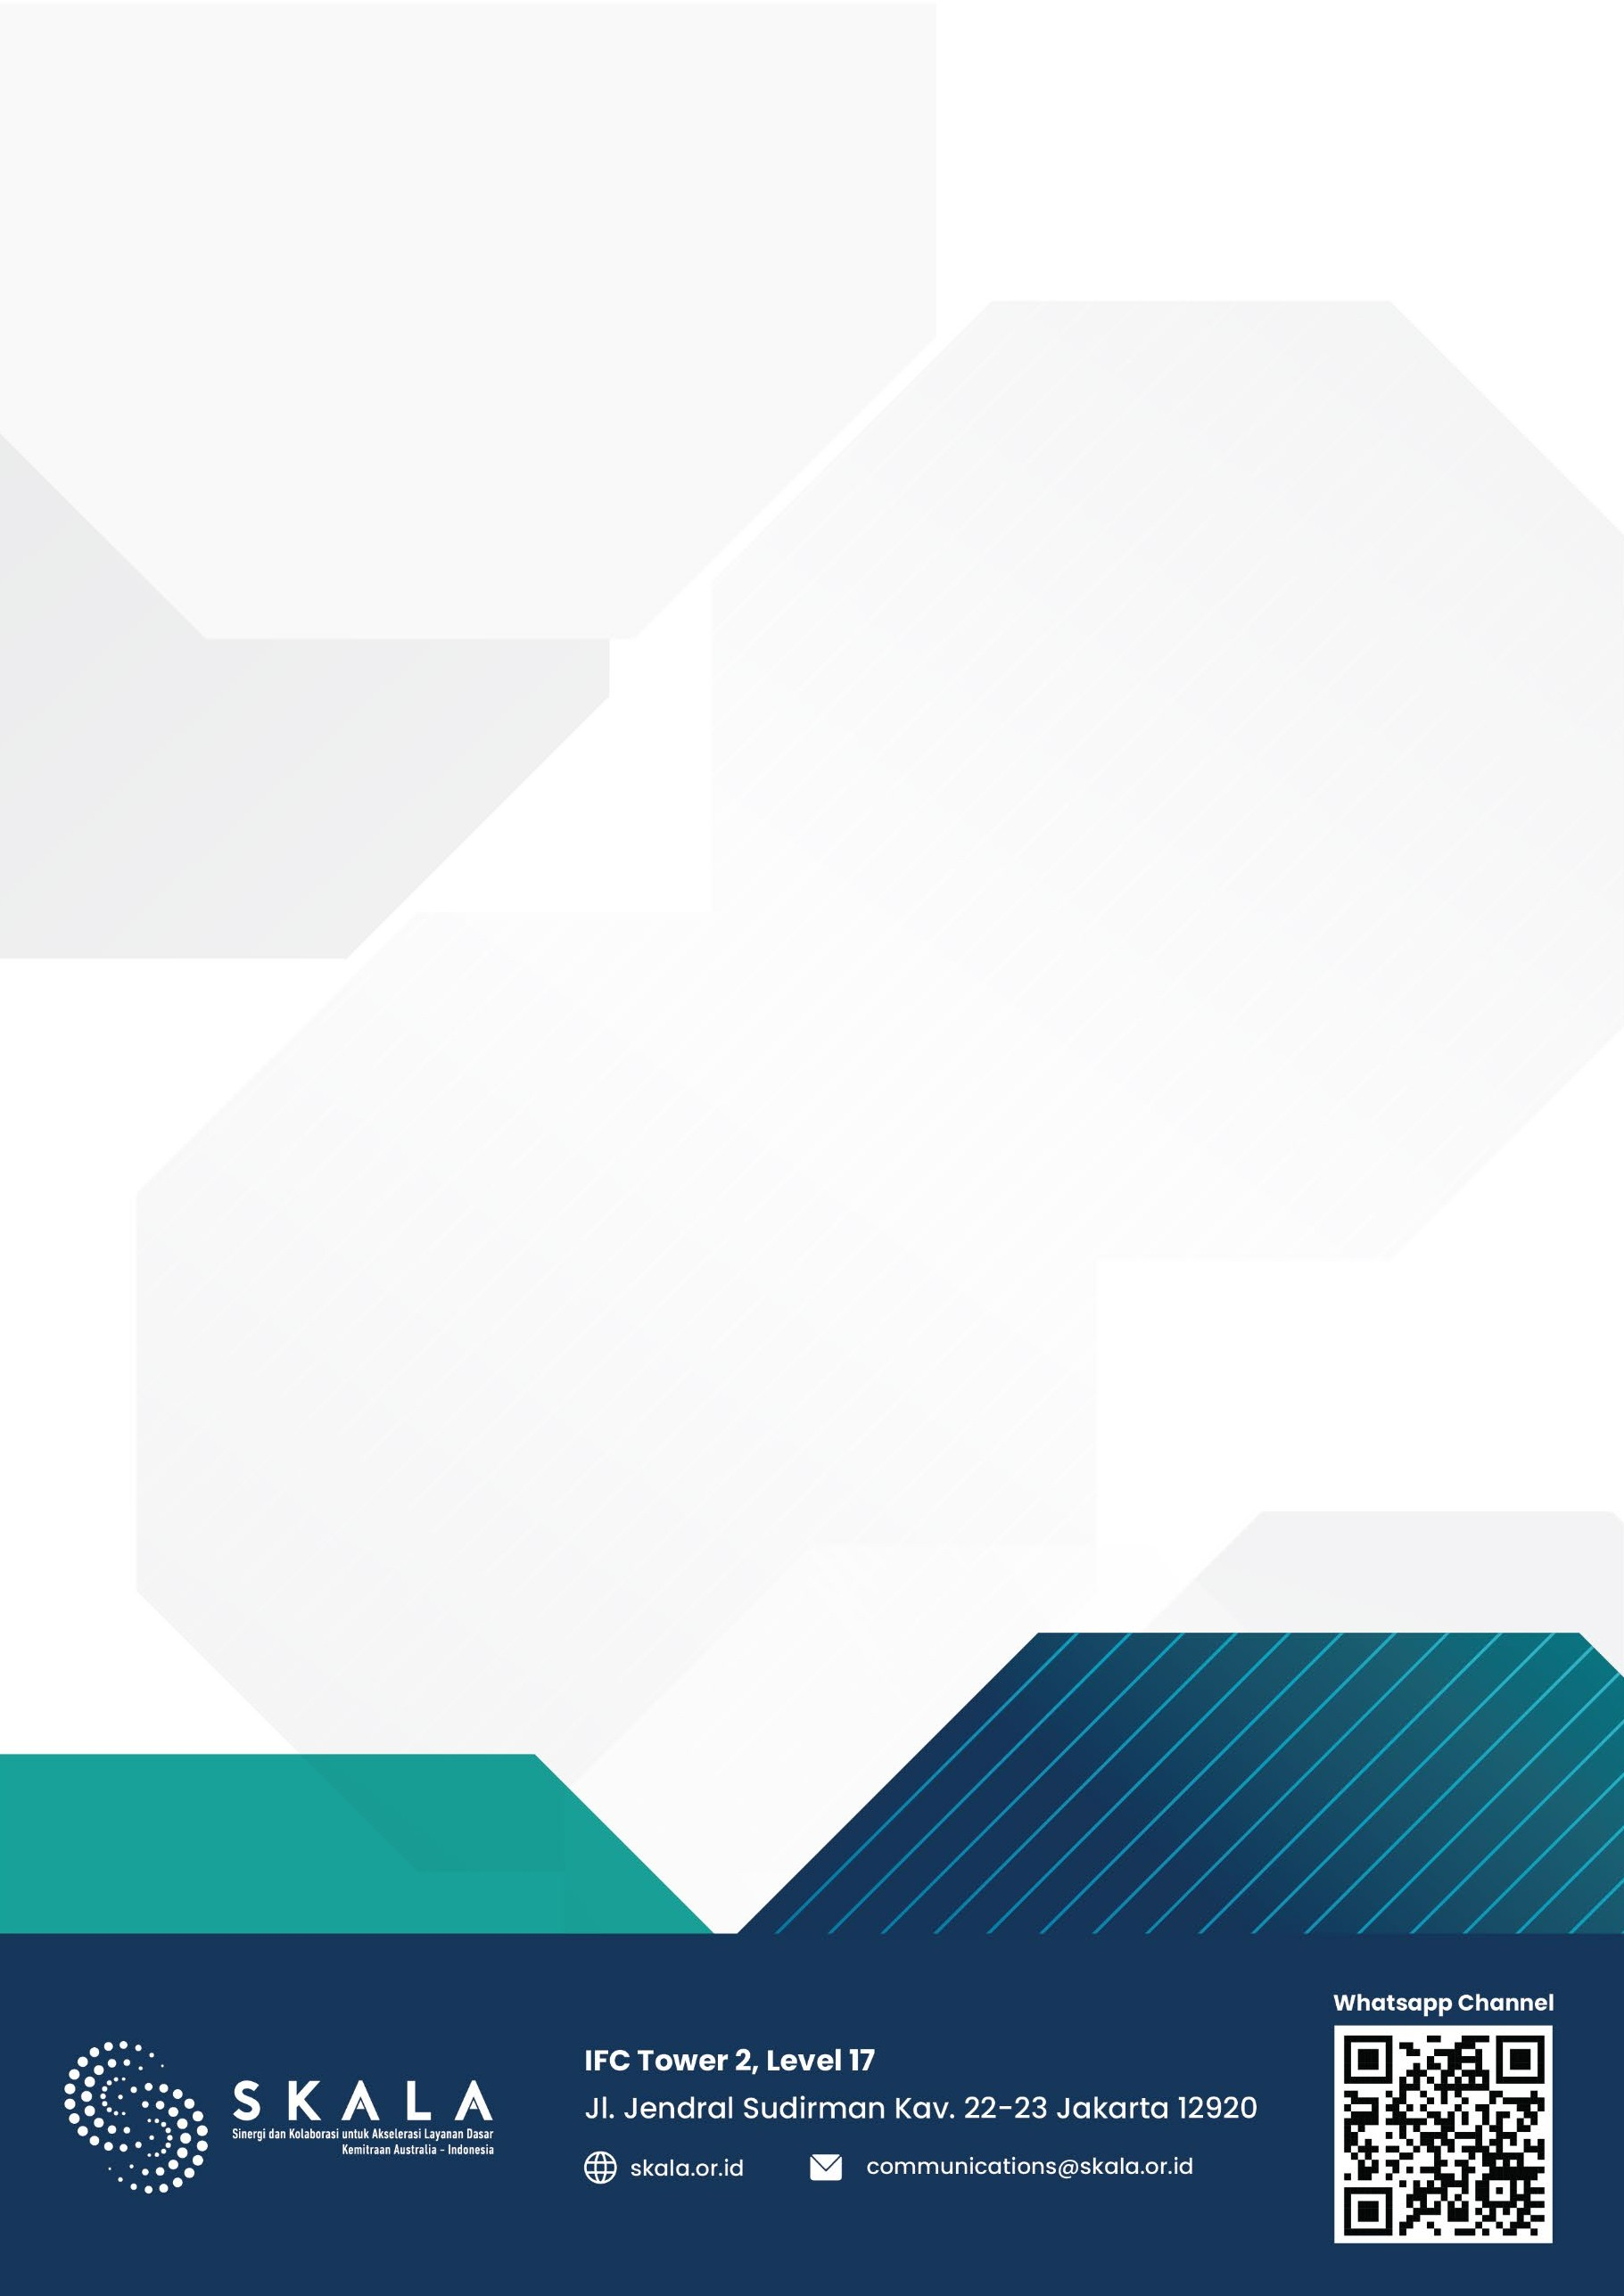 Whatsapp Channel
SKALA
Sinergi dan Kolaborasi untuk Akselerasi Layanan Dasar
Kemitraan Australia - Indonesia
IFC Tower 2, Level 17
Jl. Jendral Sudirman Kav. 22-23 Jakarta 12920
skala.or.id
communications@skala.or.id